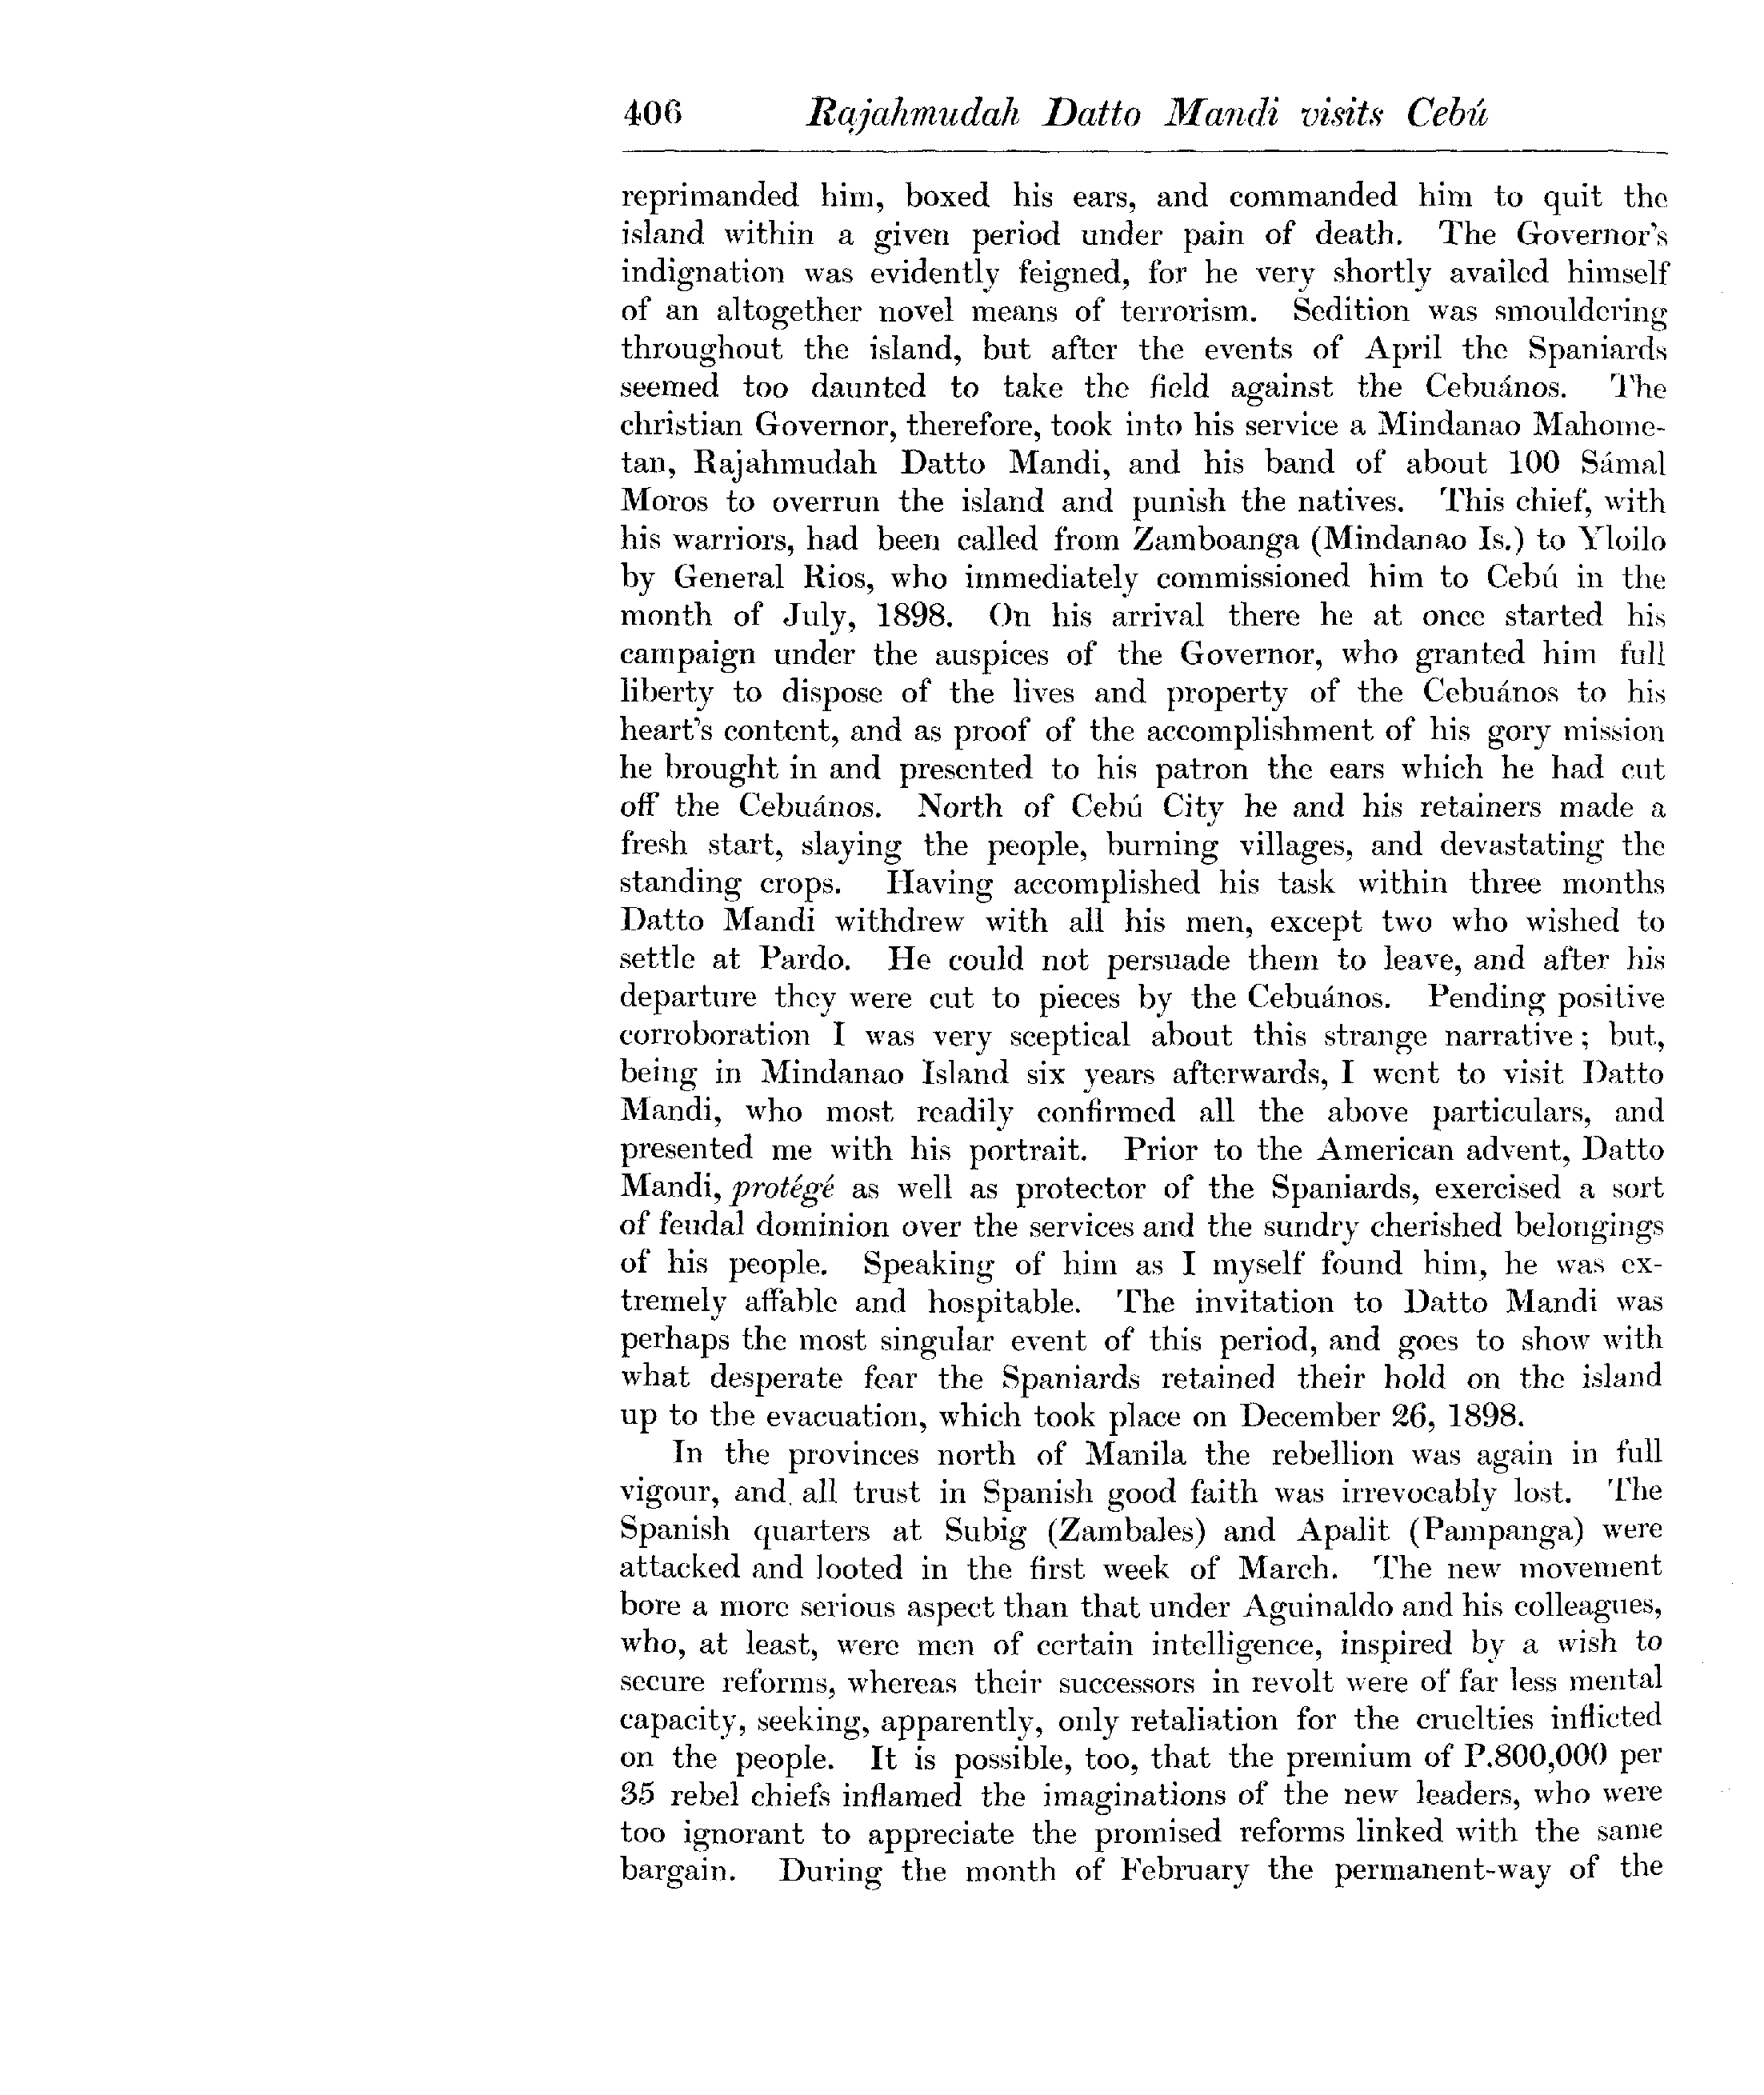 406 Rajahmudah Datto Mandi visits Cebú
reprimanded him, boxed his ears, and commanded him to quit the
island within a given period under pain of death. The Governor's
indignation was evidently feigned, for he very shortly availed himself
of an altogether novel means of terrorism. Sedition was smouldering
throughout the island, but after the events of April the Spaniards
seemed too daunted to take the field against the Cebuános. The
christian Governor, therefore, took into his service a Mindanao Mahome-
tan, Rajahmudah Datto Mandi, and his band of about 100 Sámal
Moros to overrun the island and punish the natives. This chief, with
his warriors, had been called from Zamboanga (Mindanao Is.) to Yloilo
by General Rios, who immediately commissioned him to Cebú in the
month of July, 1898. On his arrival there he at once started his
campaign under the auspices of the Governor, who granted him full
liberty to dispose of the lives and property of the Cebuános to his
heart's content, and as proof of the accomplishment of his gory mission
he brought in and presented to his patron the ears which he had cut
off the Cebuános. North of Cebú City he and his retainers made a
fresh start, slaying the people, burning villages, and devastating the
standing crops. Having accomplished his task within three months
Datto Mandi withdrew with all his men, except two who wished to
settle at Pardo. He could not persuade them to leave, and after his
departure they were cut to pieces by the Cebuános. Pending positive
corroboration I was very sceptical about this strange narrative; but,
being in Mindanao Island six years afterwards, I went to visit Datto
Mandi, who most readily confirmed all the above particulars, and
presented me with his portrait. Prior to the American advent, Datto
Mandi, protégé as well as protector of the Spaniards, exercised a sort
of feudal dominion over the services and the sundry cherished belongings
of his people. Speaking of him as I myself found him, he was ex-
tremely affable and hospitable. The invitation to Datto Mandi was
perhaps the most singular event of this period, and goes to show with
what desperate fear the Spaniards retained their hold on the island
up to the evacuation, which took place on December 26, 1898.
In the provinces north of Manila the rebellion was again in full
vigour, and all trust in Spanish good faith was irrevocably lost. The
Spanish quarters at Subig (Zambales) and Apalit (Pampanga) were
attacked and looted in the first week of March. The new movement
bore a more serious aspect than that under Aguinaldo and his colleagues,
who, at least, were men of certain intelligence, inspired by a wish to
secure reforms, whereas their successors in revolt were of far less mental
capacity, seeking, apparently, only retaliation for the cruelties inflicted
on the people. It is possible, too, that the premium of P.800,000 per
35 rebel chiefs inflamed the imaginations of the new leaders, who were
too ignorant to appreciate the promised reforms linked with the same
bargain. During the month of February the permanent-way of the